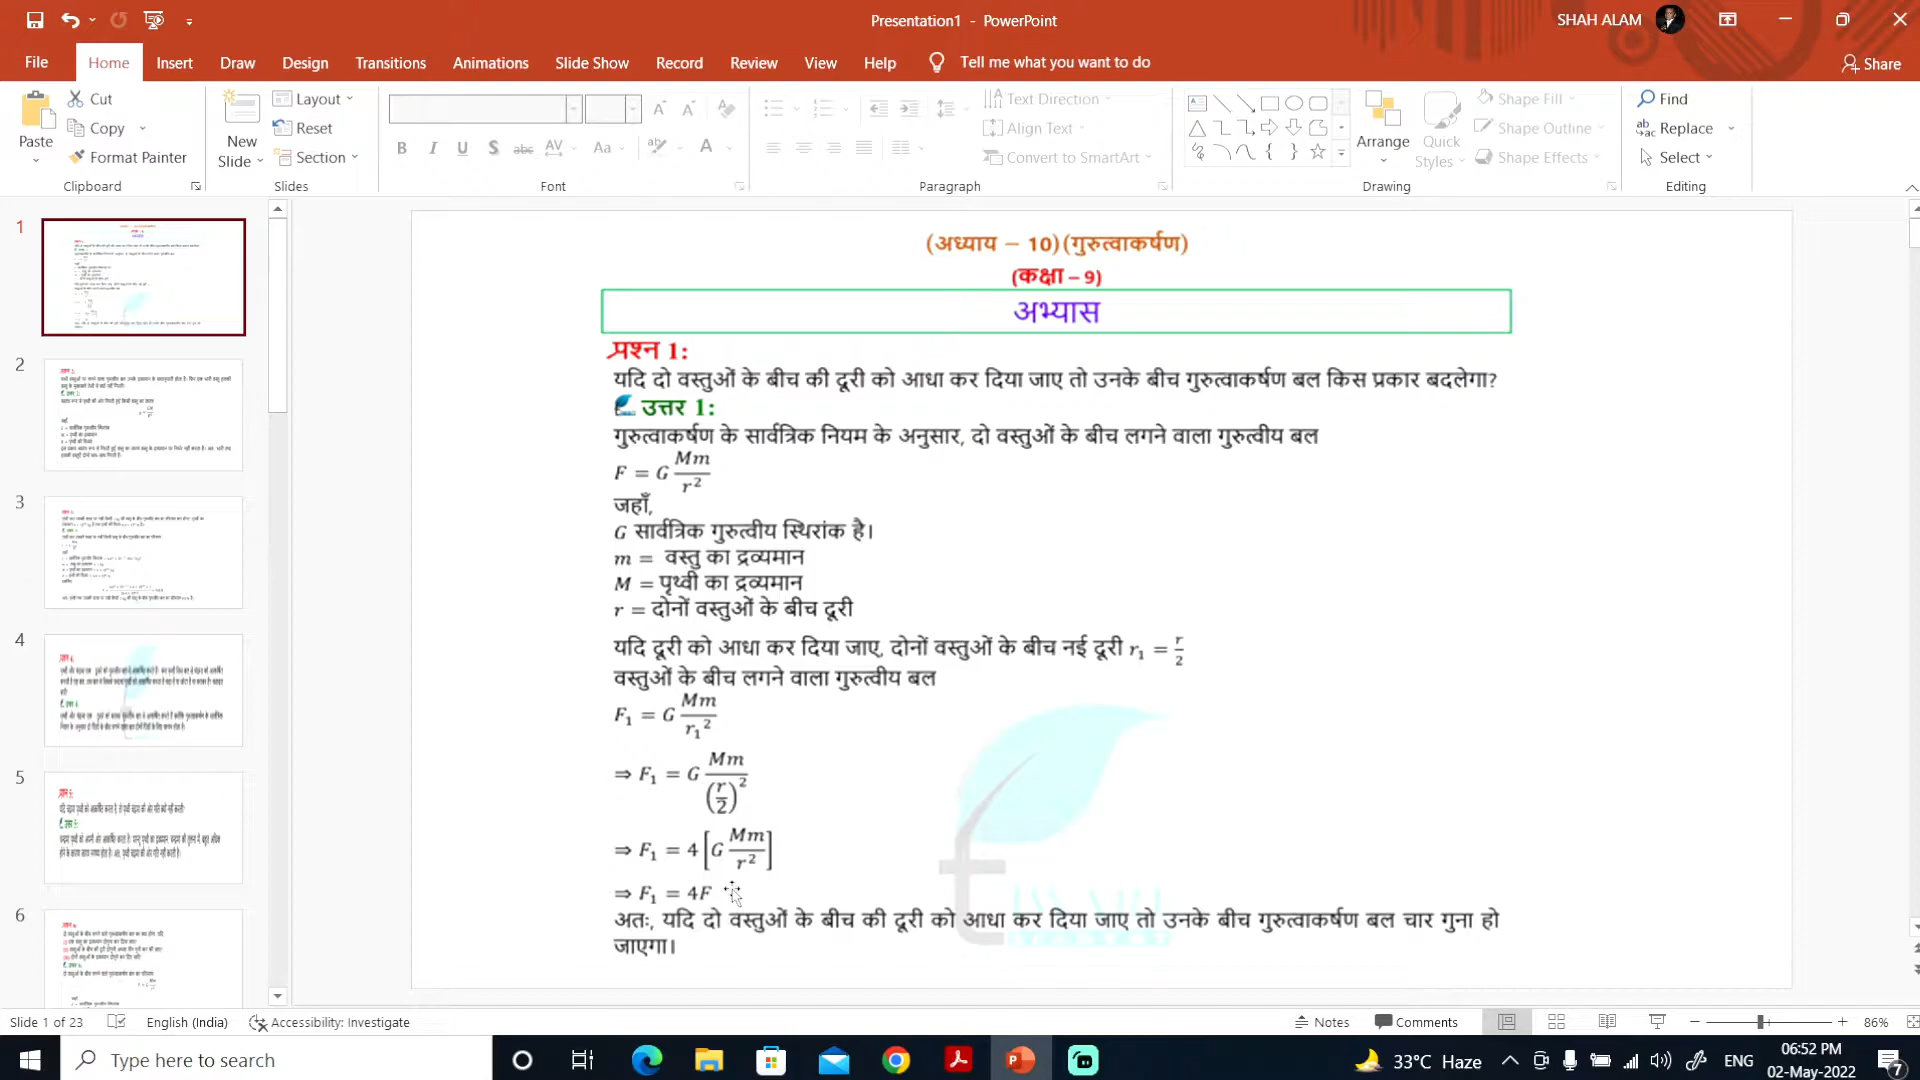 Presentation1 - PowerPoint
SHAH ALAM
File Home Insert Draw Design Transitions Animations Slide Show Record Review View Help Tell me what you want to do Share
Paste
Cut
Copy
Format Painter
Clipboard
New Slide
Layout
Reset
Section
Slides
Font
Text Direction
Align Text
Convert to SmartArt
Paragraph
Arrange
Quick Styles
Shape Fill
Shape Outline
Shape Effects
Drawing
Find
Replace
Select
Editing
1
2
3
4
5
6
(अध्याय – 10)(गुरुत्वाकर्षण)
(कक्षा – 9)
अभ्यास
प्रश्न 1:
यदि दो वस्तुओं के बीच की दूरी को आधा कर दिया जाए तो उनके बीच गुरुत्वाकर्षण बल किस प्रकार बदलेगा?
उत्तर 1:
गुरुत्वाकर्षण के सार्वत्रिक नियम के अनुसार, दो वस्तुओं के बीच लगने वाला गुरुत्वीय बल
F = G Mm/r²
जहाँ,
G सार्वत्रिक गुरुत्वीय स्थिरांक है।
m = वस्तु का द्रव्यमान
M = पृथ्वी का द्रव्यमान
r = दोनों वस्तुओं के बीच दूरी
यदि दूरी को आधा कर दिया जाए, दोनों वस्तुओं के बीच नई दूरी r₁ = r/2
वस्तुओं के बीच लगने वाला गुरुत्वीय बल
F₁ = G Mm/r₁²
⇒ F₁ = G Mm/(r/2)²
⇒ F₁ = 4 [G Mm/r²]
⇒ F₁ = 4F
अतः, यदि दो वस्तुओं के बीच की दूरी को आधा कर दिया जाए तो उनके बीच गुरुत्वाकर्षण बल चार गुना हो
जाएगा।
Slide 1 of 23 English (India) Accessibility: Investigate Notes Comments 86%
Type here to search
33°C Haze ENG
06:52 PM
02-May-2022
7